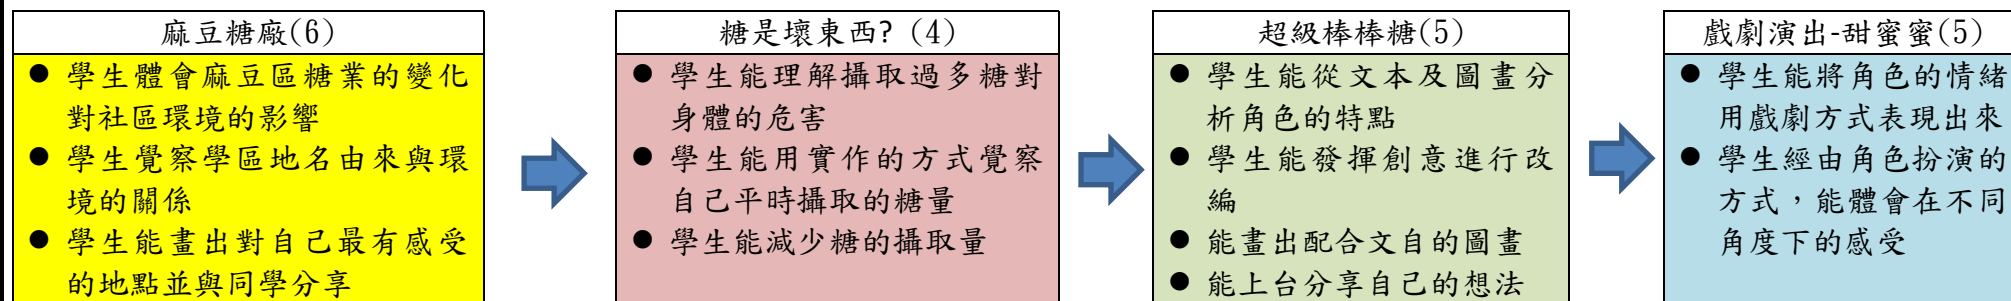 麻豆糖廠(6)
● 學生體會麻豆區糖業的變化
對社區環境的影響
● 學生覺察學區地名由來與環
境的關係
● 學生能畫出對自己最有感受
的地點並與同學分享
糖是壞東西? (4)
● 學生能理解攝取過多糖對
身體的危害
● 學生能用實作的方式覺察
自己平時攝取的糖量
● 學生能減少糖的攝取量
超級棒棒糖(5)
● 學生能從文本及圖畫分
析角色的特點
● 學生能發揮創意進行改
編
● 能畫出配合文自的圖畫
● 能上台分享自己的想法
戲劇演出-甜蜜蜜(5)
● 學生能將角色的情緒
用戲劇方式表現出來
● 學生經由角色扮演的
方式，能體會在不同
角度下的感受